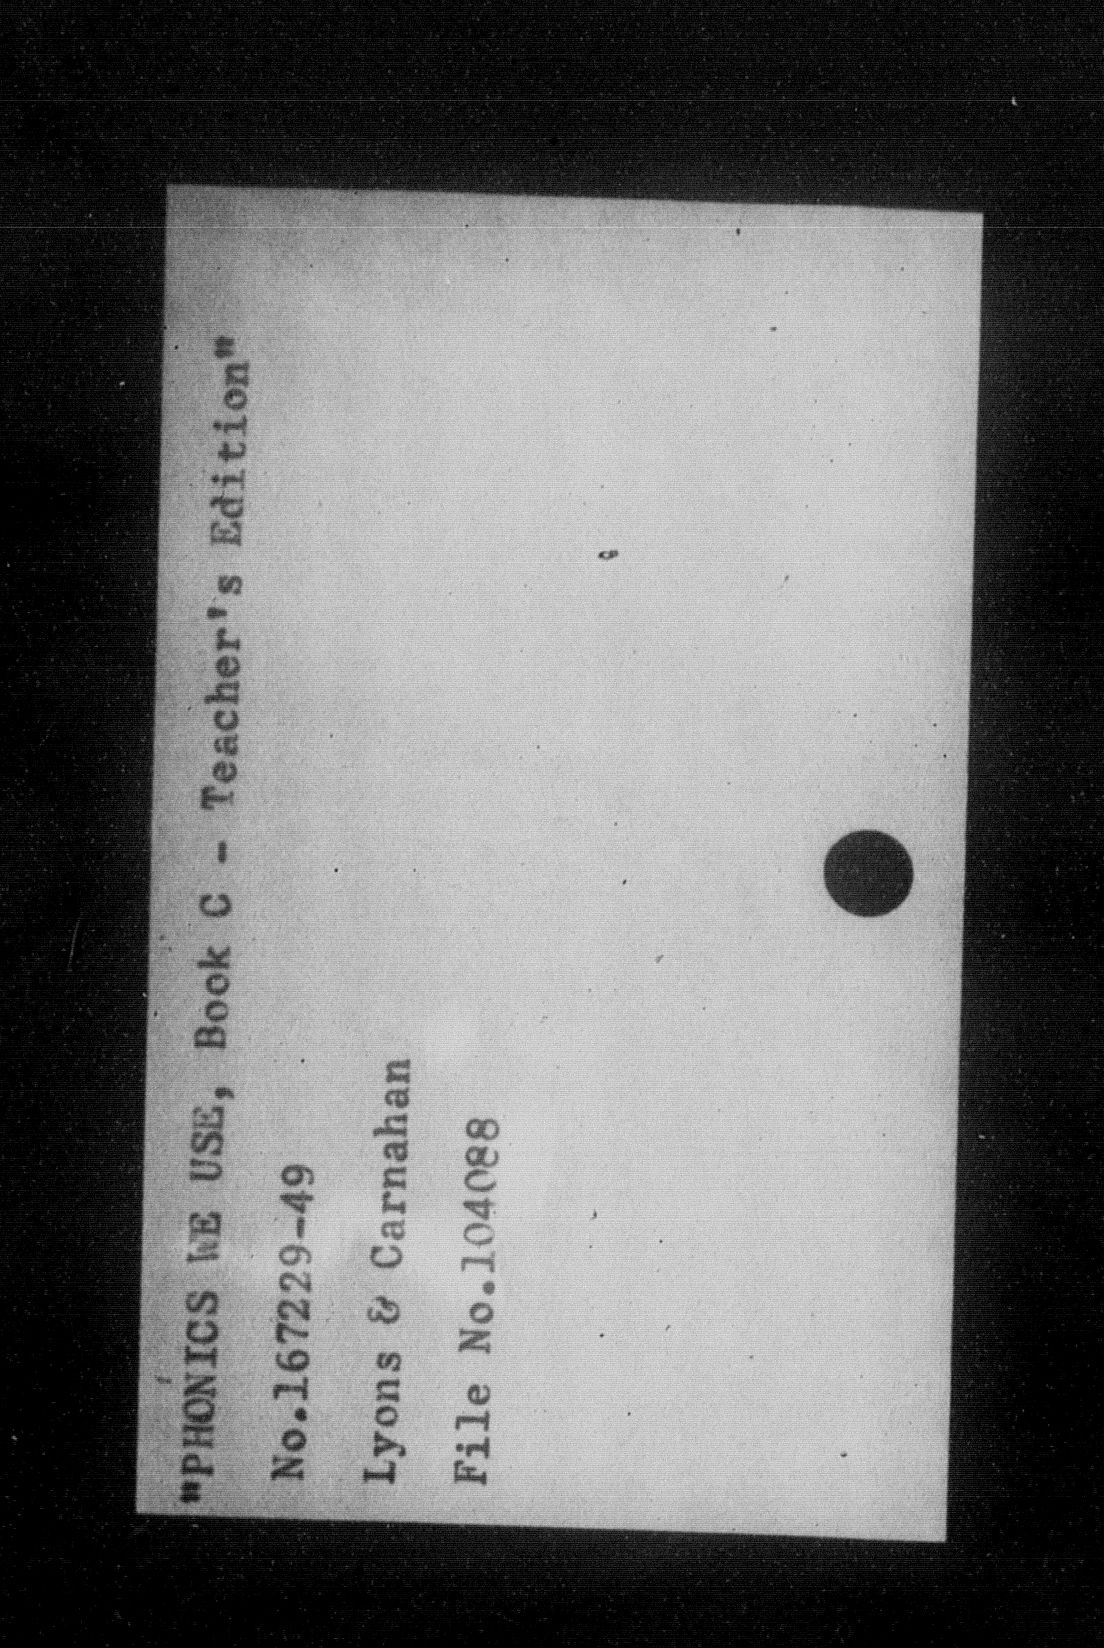 "PHONICS WE USE, Book C - Teacher's Edition"
No.167229-49
Lyons & Carnahan
File No.104088